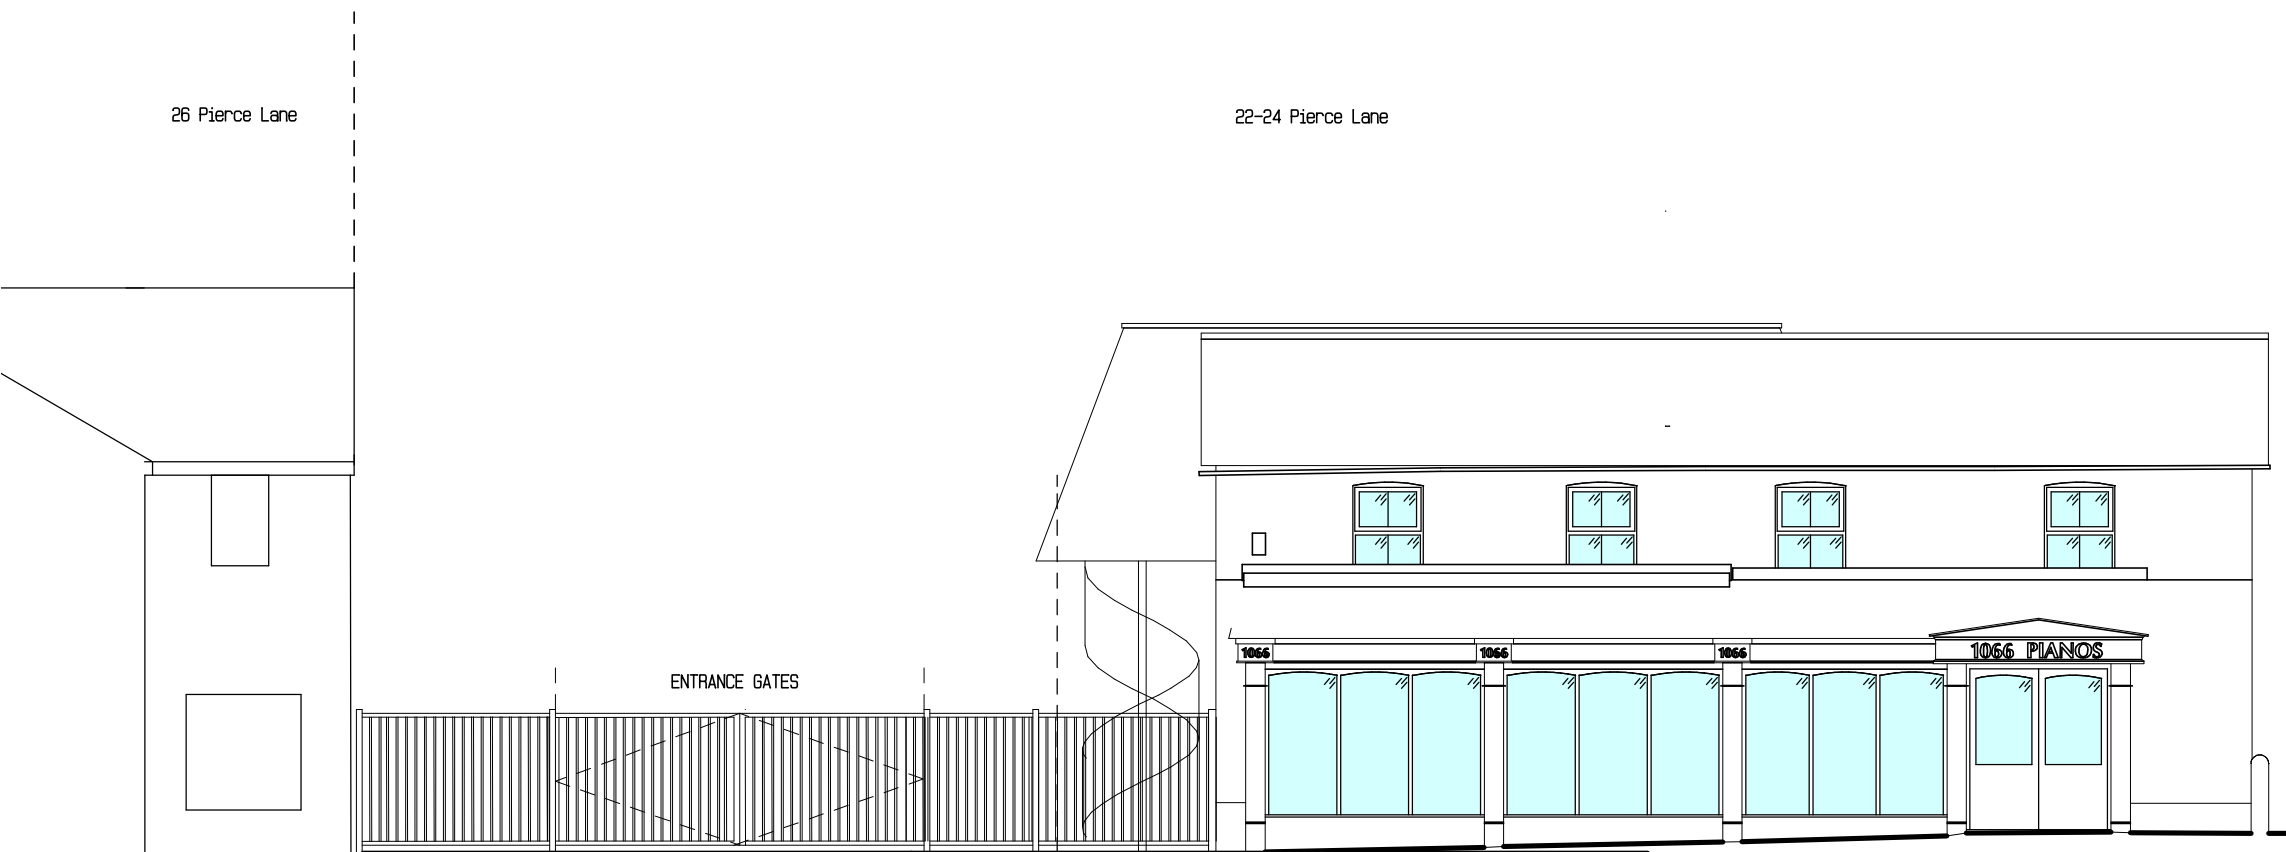 26 Pierce Lane
22-24 Pierce Lane
ENTRANCE GATES
1066
1066
1066
1066 PIANOS